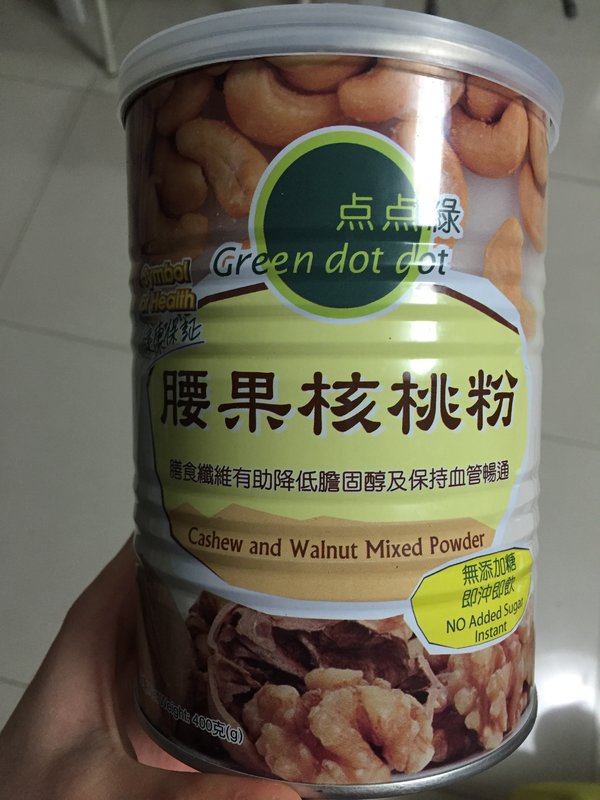 点点綠
Green dot dot
Symbol
of Health
健康保証
腰果核桃粉
膳食纖維有助降低膽固醇及保持血管暢通
Cashew and Walnut Mixed Powder
無添加糖
即沖即飲
NO Added Sugar
Instant
Weight: 400克(g)